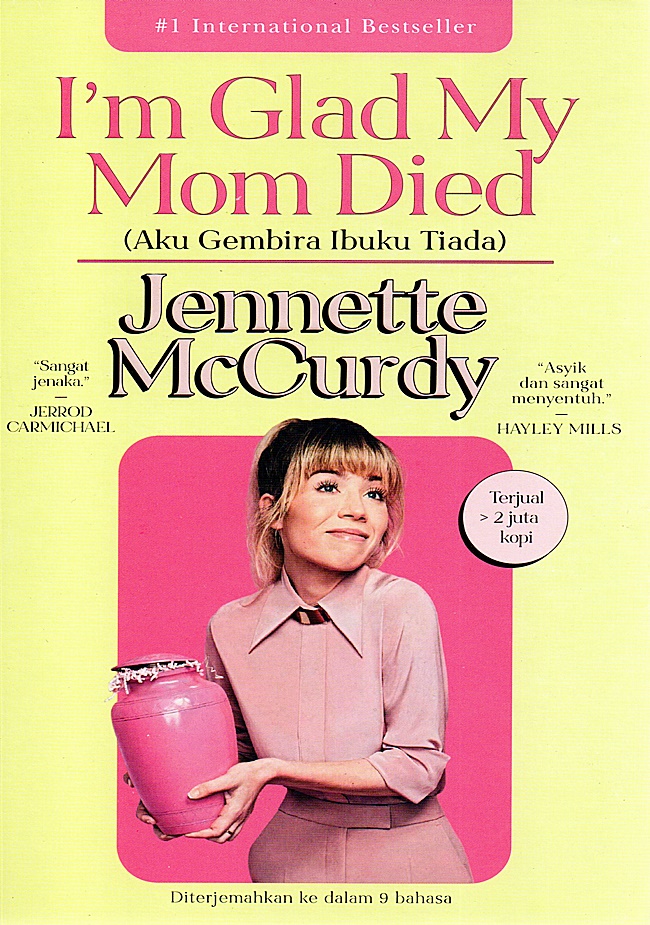 #1 International Bestseller
I'm Glad My
Mom Died
(Aku Gembira Ibuku Tiada)
Jennette
McCurdy
"Sangat
jenaka."
—
JERROD
CARMICHAEL
"Asyik
dan sangat
menyentuh."
—
HAYLEY MILLS
Terjual
> 2 juta
kopi
Diterjemahkan ke dalam 9 bahasa